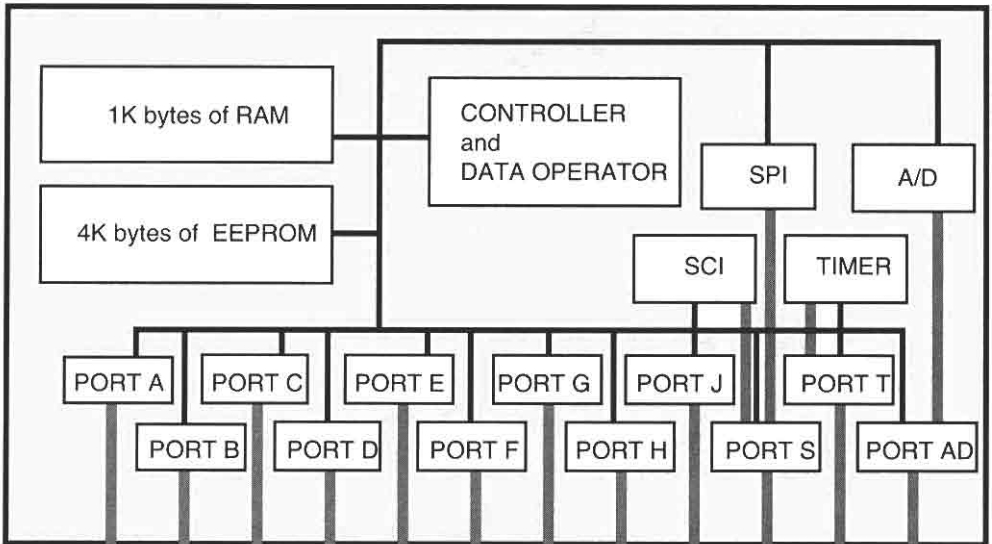 1K bytes of RAM
CONTROLLER
and
DATA OPERATOR
SPI
A/D
4K bytes of EEPROM
SCI
TIMER
PORT A
PORT C
PORT E
PORT G
PORT J
PORT T
PORT B
PORT D
PORT F
PORT H
PORT S
PORT AD